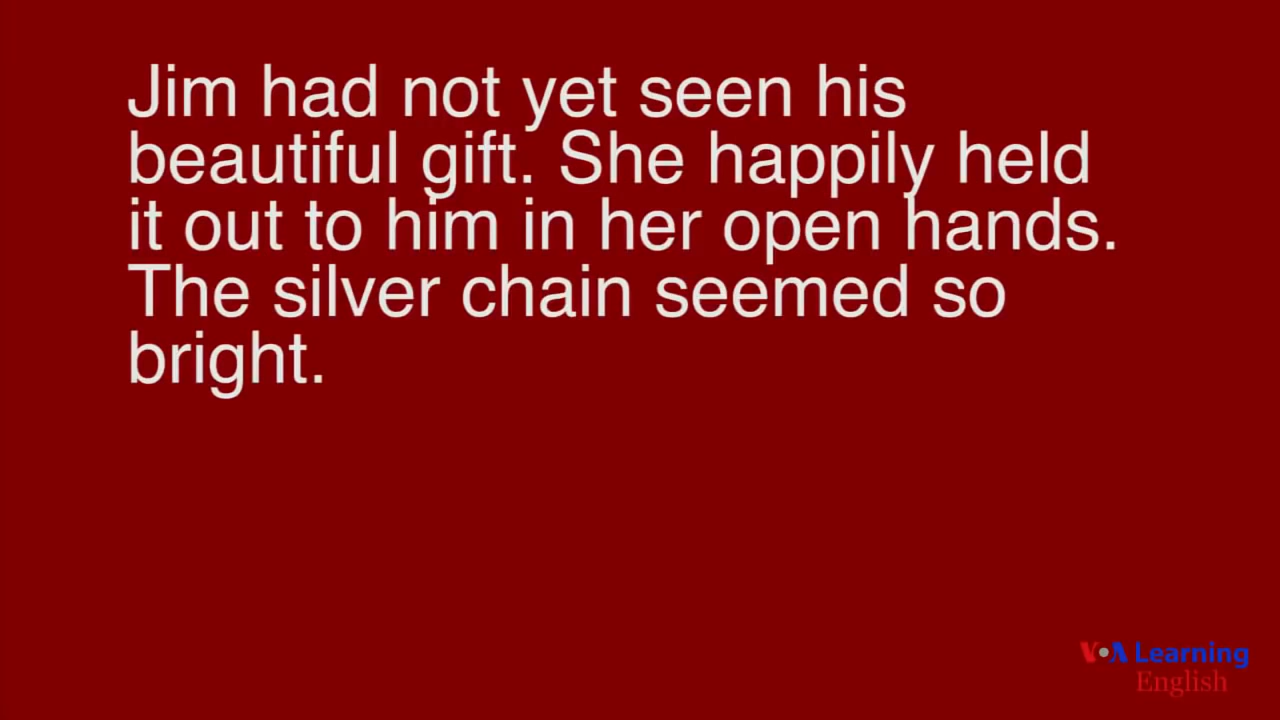 Jim had not yet seen his
beautiful gift. She happily held
it out to him in her open hands.
The silver chain seemed so
bright.
VOA Learning
English